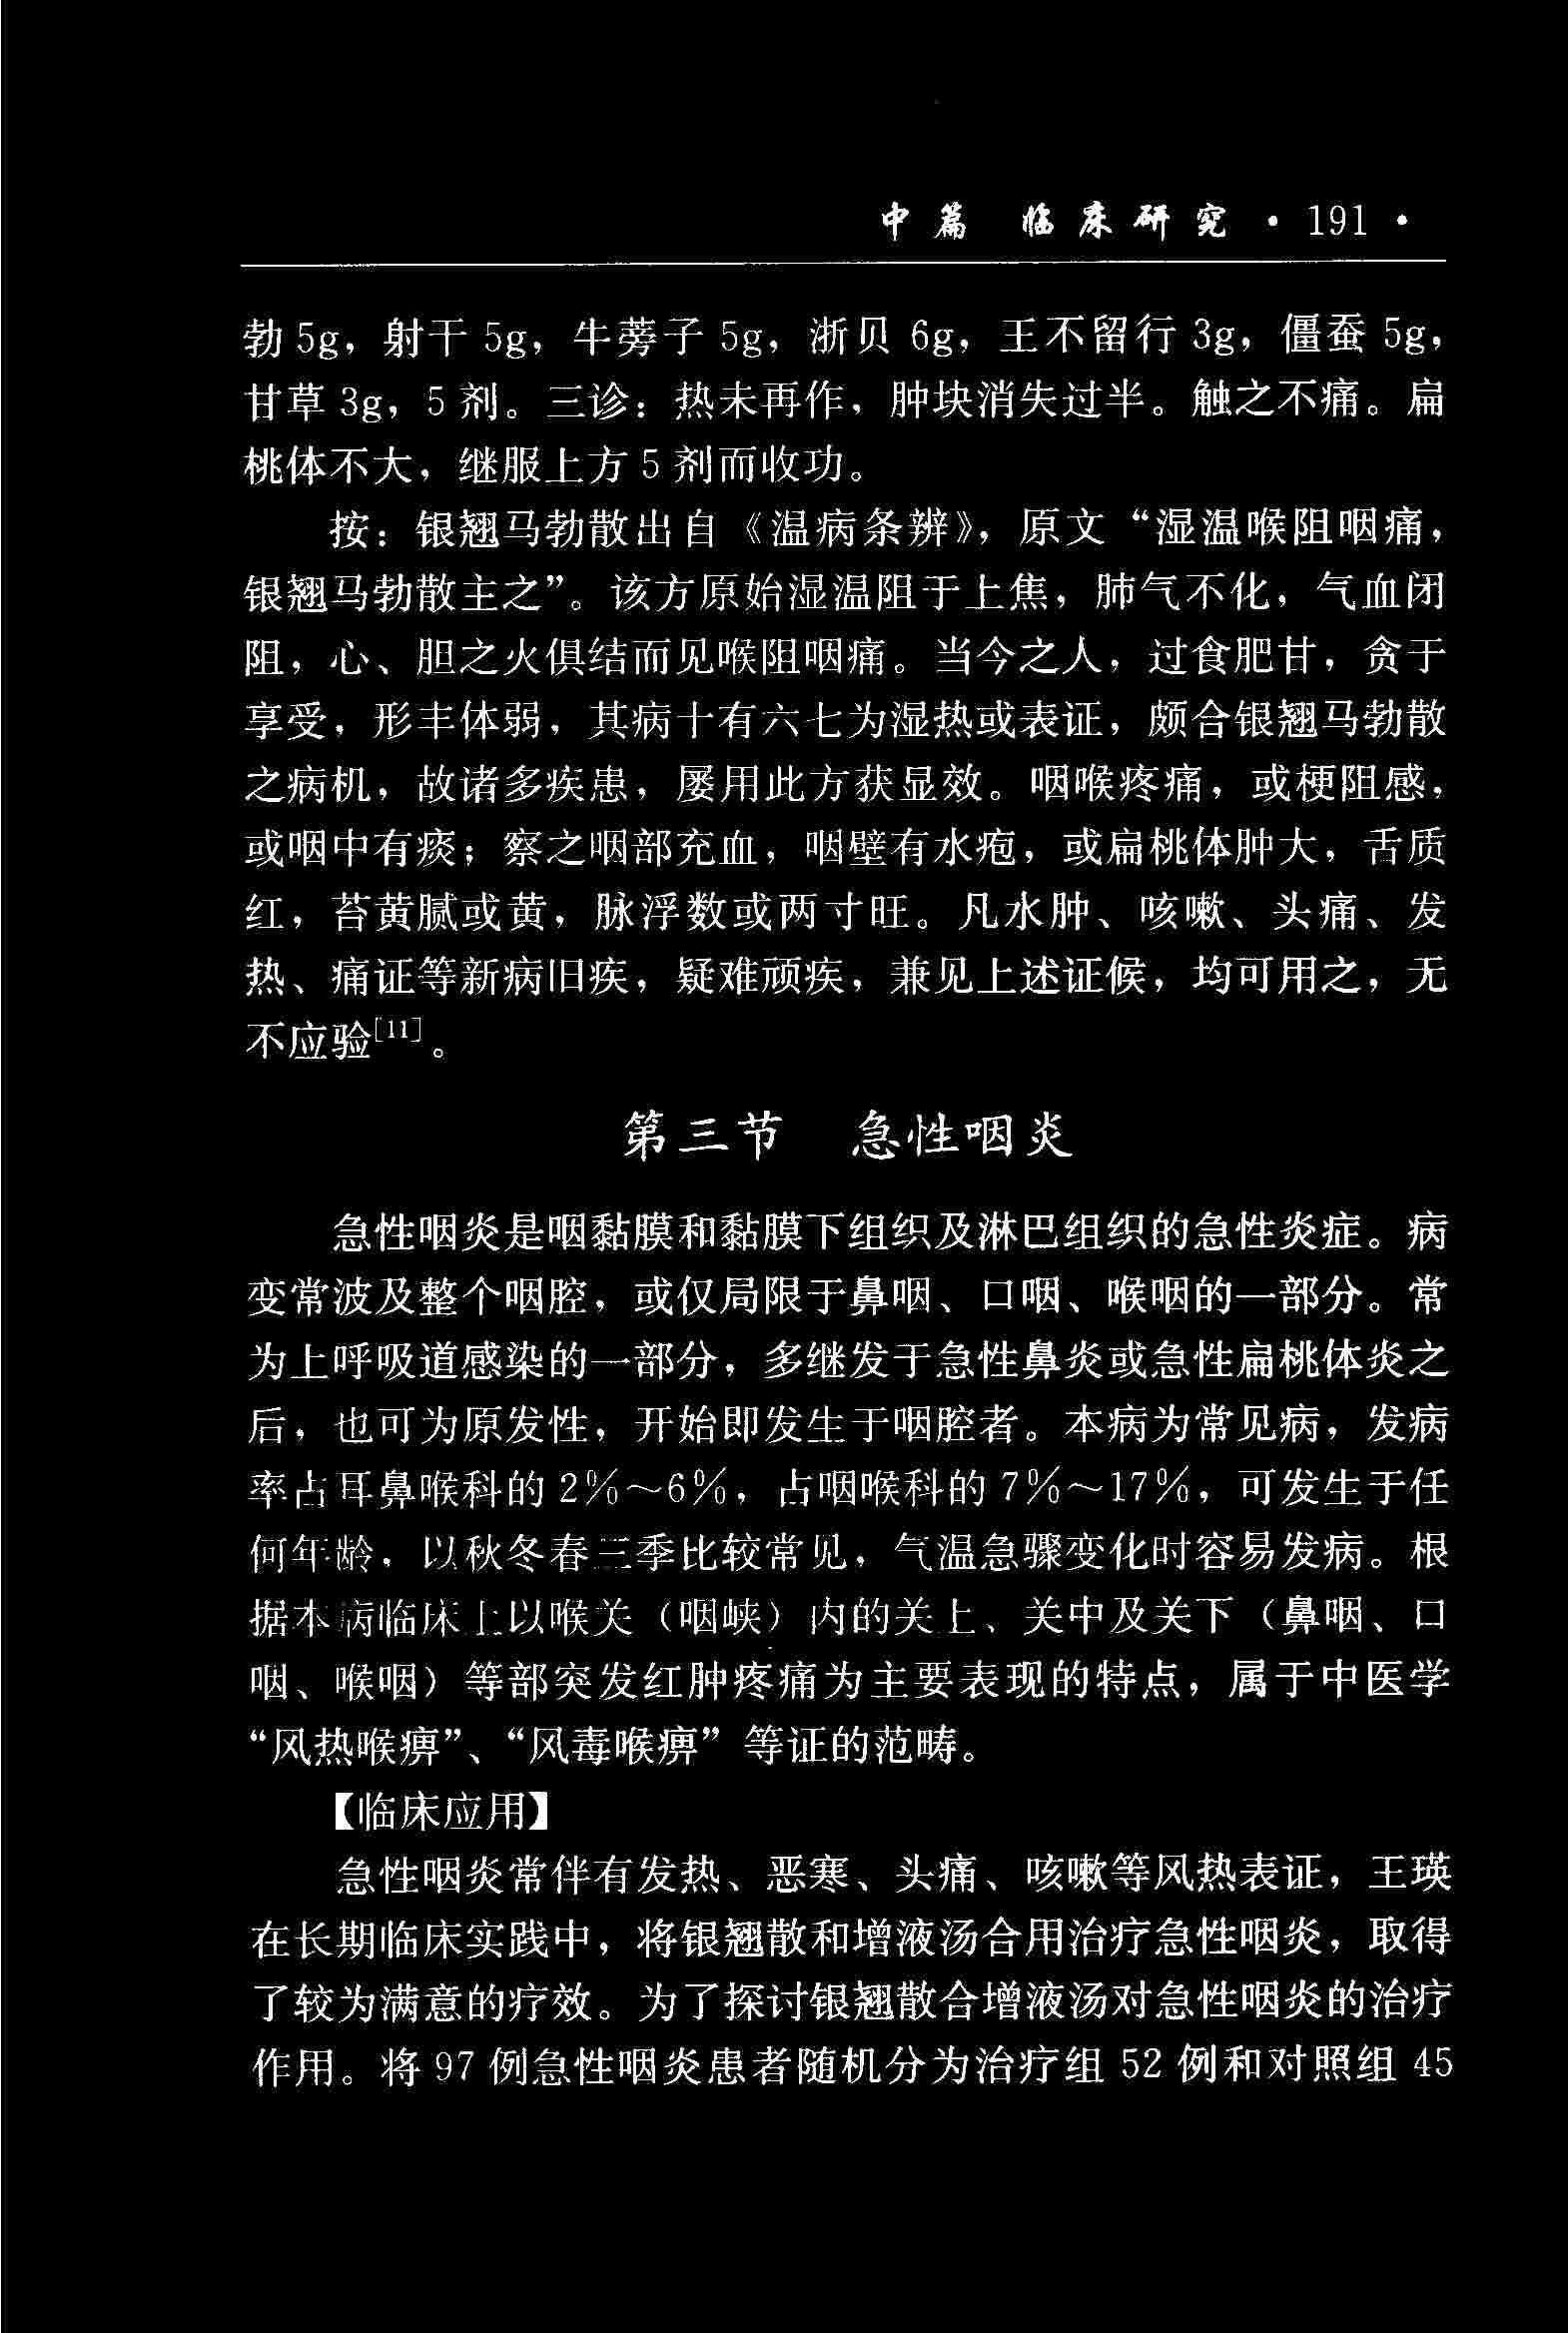 中篇 临床研究 · 191 ·
勃 5g，射干 5g，牛蒡子 5g，浙贝 6g，王不留行 3g，僵蚕 5g，
甘草 3g，5 剂。三诊：热未再作，肿块消失过半。触之不痛。扁
桃体不大，继服上方 5 剂而收功。
按：银翘马勃散出自《温病条辨》，原文“湿温喉阻咽痛，
银翘马勃散主之”。该方原始湿温阻于上焦，肺气不化，气血闭
阻，心、胆之火俱结而见喉阻咽痛。当今之人，过食肥甘，贪于
享受，形丰体弱，其病十有六七为湿热或表证，颇合银翘马勃散
之病机，故诸多疾患，屡用此方获显效。咽喉疼痛，或梗阻感，
或咽中有痰；察之咽部充血，咽壁有水疱，或扁桃体肿大，舌质
红，苔黄腻或黄，脉浮数或两寸旺。凡水肿、咳嗽、头痛、发
热、痛证等新病旧疾，疑难顽疾，兼见上述证候，均可用之，无
不应验[11]。
第三节 急性咽炎
急性咽炎是咽黏膜和黏膜下组织及淋巴组织的急性炎症。病
变常波及整个咽腔，或仅局限于鼻咽、口咽、喉咽的一部分。常
为上呼吸道感染的一部分，多继发于急性鼻炎或急性扁桃体炎之
后，也可为原发性，开始即发生于咽腔者。本病为常见病，发病
率占耳鼻喉科的 2%～6%，占咽喉科的 7%～17%，可发生于任
何年龄，以秋冬春三季比较常见，气温急骤变化时容易发病。根
据本病临床上以喉关（咽峡）内的关上、关中及关下（鼻咽、口
咽、喉咽）等部突发红肿疼痛为主要表现的特点，属于中医学
“风热喉痹”、“风毒喉痹”等证的范畴。
【临床应用】
急性咽炎常伴有发热、恶寒、头痛、咳嗽等风热表证，王瑛
在长期临床实践中，将银翘散和增液汤合用治疗急性咽炎，取得
了较为满意的疗效。为了探讨银翘散合增液汤对急性咽炎的治疗
作用。将 97 例急性咽炎患者随机分为治疗组 52 例和对照组 45